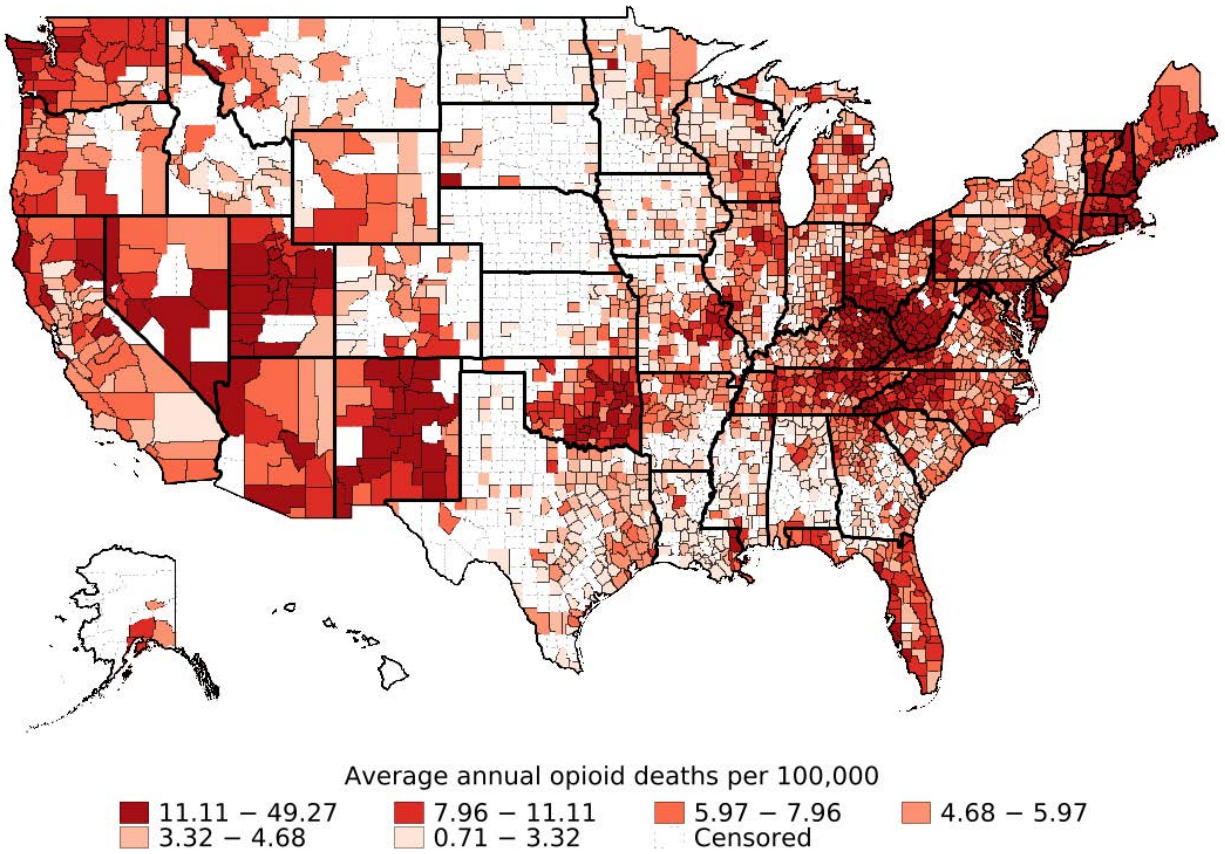 Average annual opioid deaths per 100,000
11.11 − 49.27 7.96 − 11.11 5.97 − 7.96 4.68 − 5.97
3.32 − 4.68 0.71 − 3.32 Censored